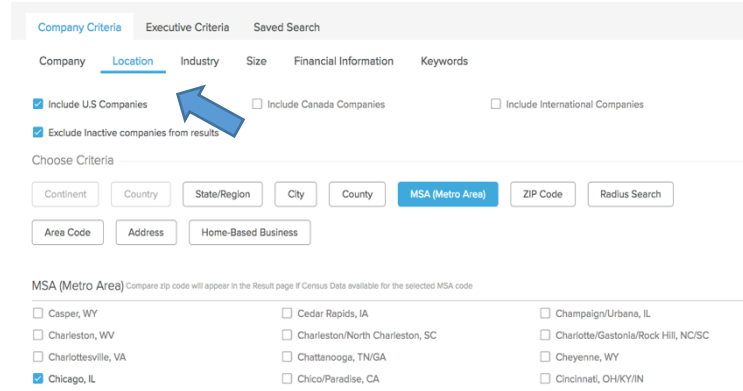 Company Criteria Executive Criteria Saved Search
Company Location Industry Size Financial Information Keywords
Include U.S Companies Include Canada Companies Include International Companies
Exclude Inactive companies from results
Choose Criteria
Continent Country State/Region City County MSA (Metro Area) ZIP Code Radius Search
Area Code Address Home-Based Business
MSA (Metro Area) Compare zip code will appear in the Result page if Census Data available for the selected MSA code
Casper, WY Cedar Rapids, IA Champaign/Urbana, IL
Charleston, WV Charleston/North Charleston, SC Charlotte/Gastonia/Rock Hill, NC/SC
Charlottesville, VA Chattanooga, TN/GA Cheyenne, WY
Chicago, IL Chico/Paradise, CA Cincinnati, OH/KY/IN